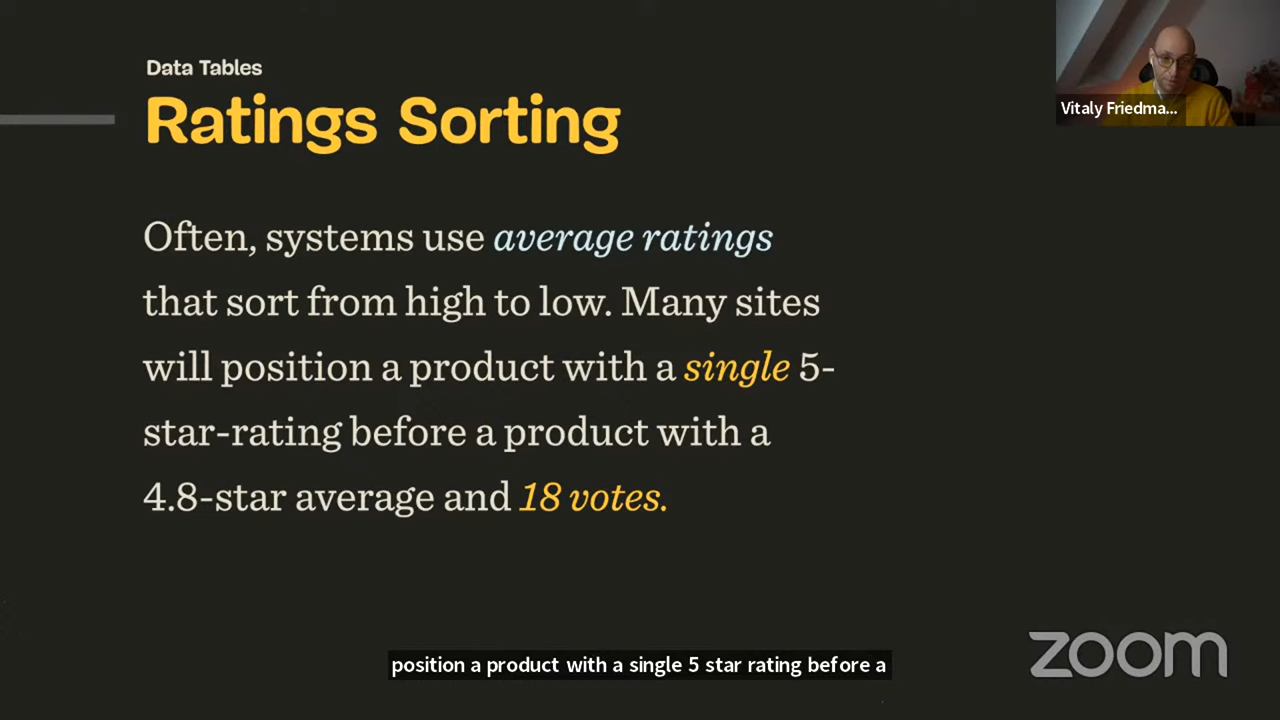 Data Tables
Ratings Sorting
Vitaly Friedma...
Often, systems use average ratings
that sort from high to low. Many sites
will position a product with a single 5-
star-rating before a product with a
4.8-star average and 18 votes.
position a product with a single 5 star rating before a
zoom